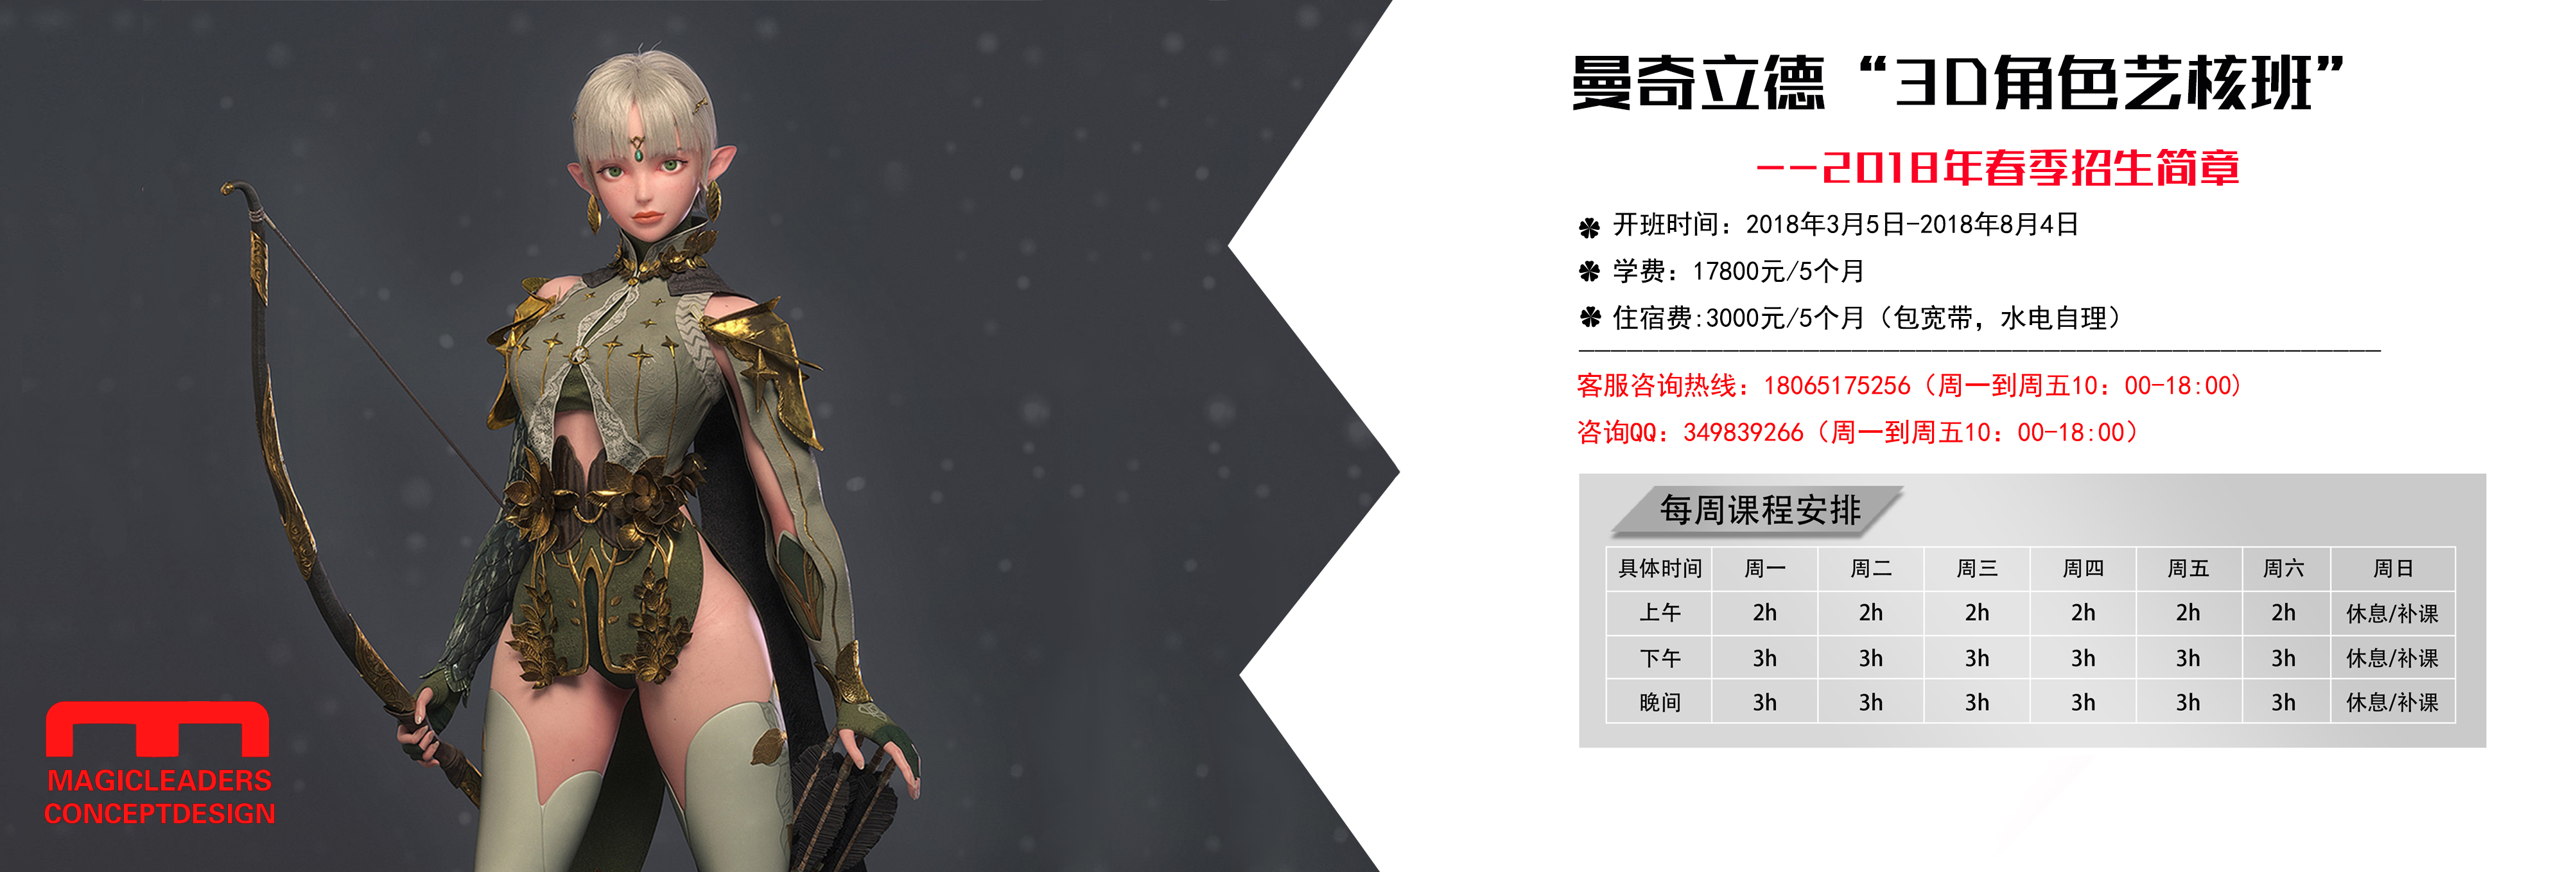 曼奇立德“3D角色艺核班”
--2018年春季招生简章
开班时间：2018年3月5日-2018年8月4日
学费：17800元/5个月
住宿费:3000元/5个月（包宽带，水电自理）
客服咨询热线：18065175256（周一到周五10：00-18:00）
咨询QQ：349839266（周一到周五10：00-18:00）
每周课程安排
具体时间 周一 周二 周三 周四 周五 周六 周日
上午 2h 2h 2h 2h 2h 2h 休息/补课
下午 3h 3h 3h 3h 3h 3h 休息/补课
晚间 3h 3h 3h 3h 3h 3h 休息/补课
MAGICLEADERS
CONCEPTDESIGN